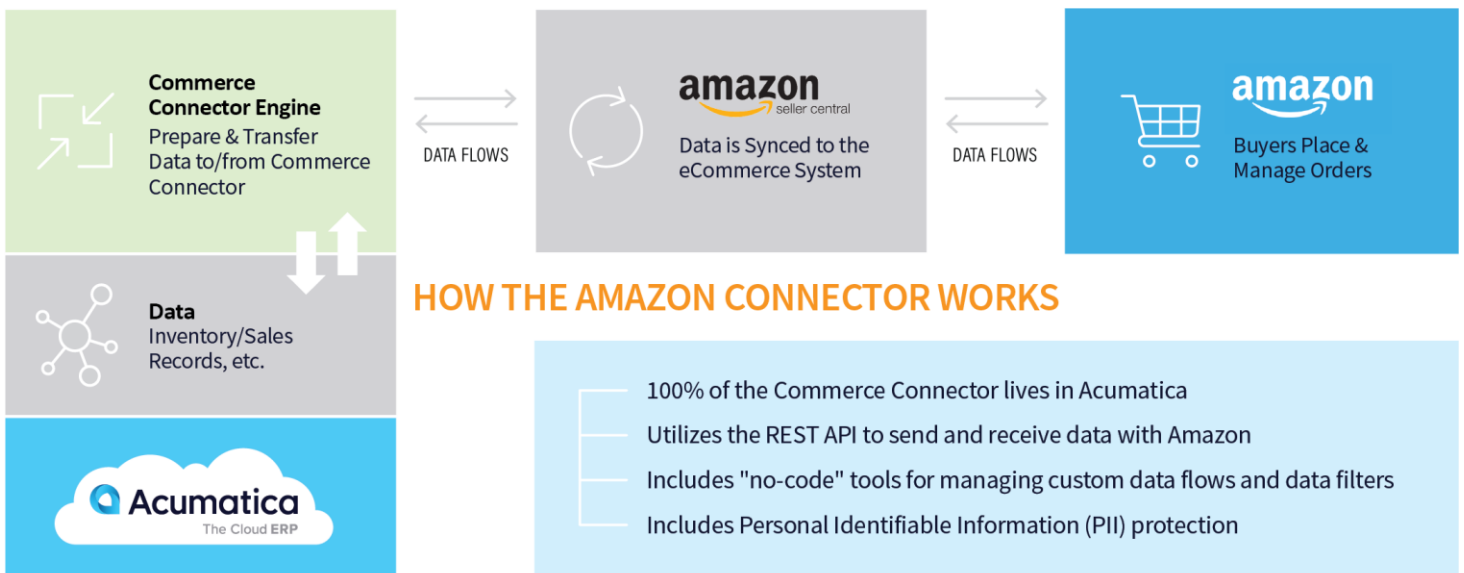 Commerce
Connector Engine
Prepare & Transfer
Data to/from Commerce
Connector
DATA FLOWS
amazon
seller central
Data is Synced to the
eCommerce System
DATA FLOWS
amazon
Buyers Place &
Manage Orders
Data
Inventory/Sales
Records, etc.
Acumatica
The Cloud ERP
HOW THE AMAZON CONNECTOR WORKS
100% of the Commerce Connector lives in Acumatica
Utilizes the REST API to send and receive data with Amazon
Includes "no-code" tools for managing custom data flows and data filters
Includes Personal Identifiable Information (PII) protection